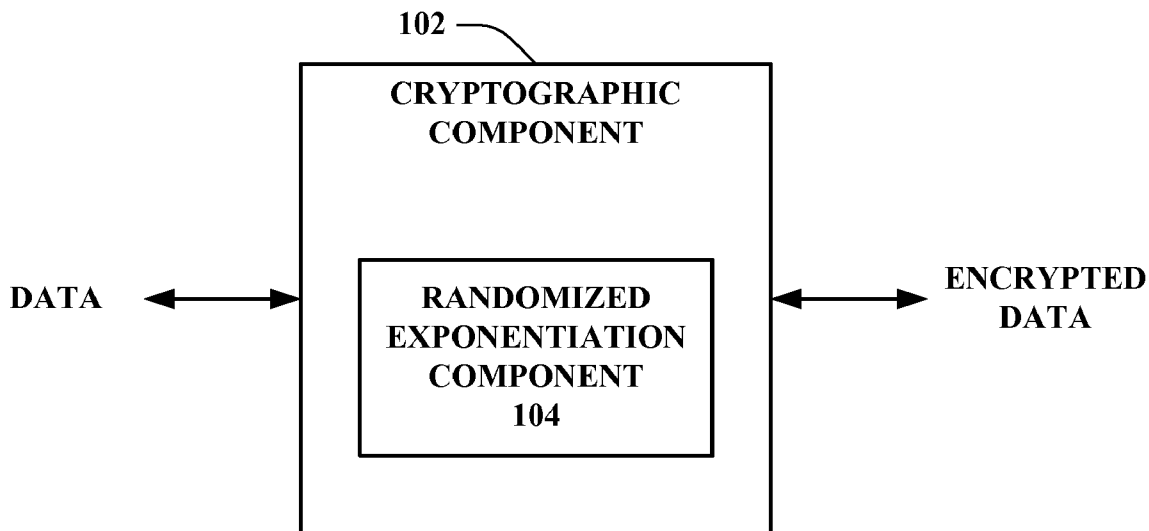 102
CRYPTOGRAPHIC
COMPONENT
DATA
RANDOMIZED
EXPONENTIATION
COMPONENT
104
ENCRYPTED
DATA